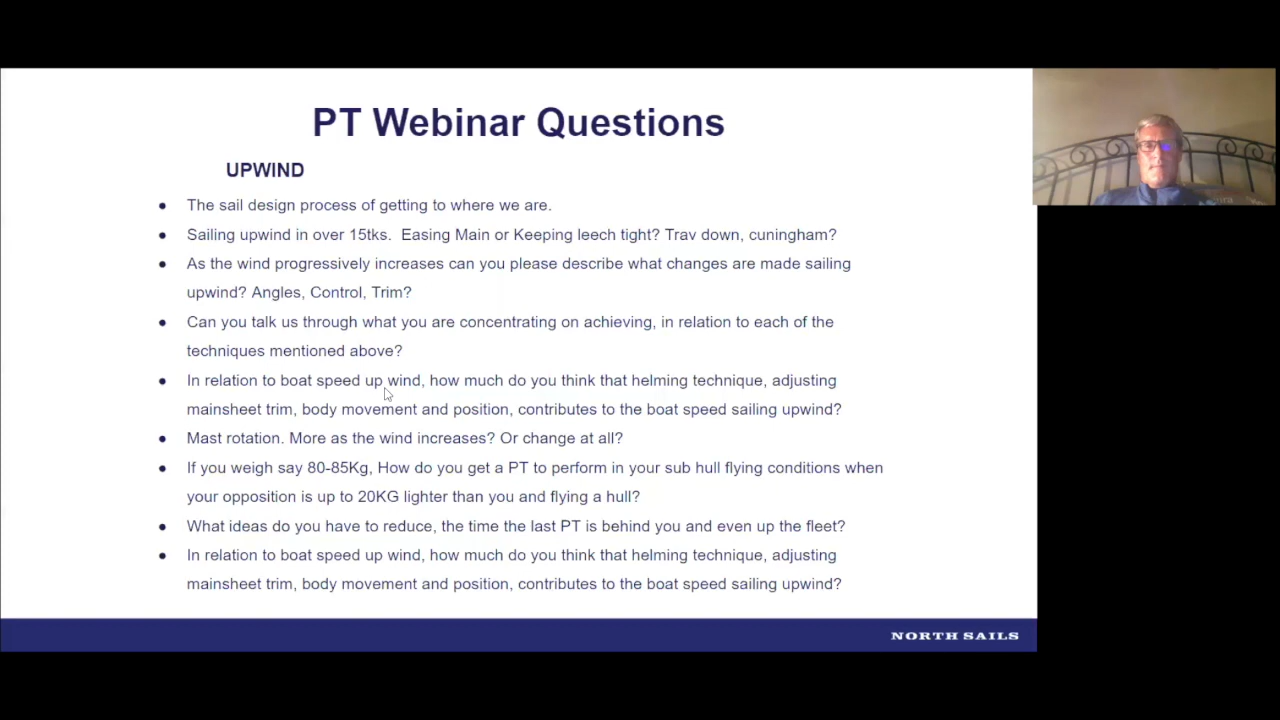 PT Webinar Questions
UPWIND
● The sail design process of getting to where we are.
● Sailing upwind in over 15tks. Easing Main or Keeping leech tight? Trav down, cuningham?
● As the wind progressively increases can you please describe what changes are made sailing
upwind? Angles, Control, Trim?
● Can you talk us through what you are concentrating on achieving, in relation to each of the
techniques mentioned above?
● In relation to boat speed up wind, how much do you think that helming technique, adjusting
mainsheet trim, body movement and position, contributes to the boat speed sailing upwind?
● Mast rotation. More as the wind increases? Or change at all?
● If you weigh say 80-85Kg, How do you get a PT to perform in your sub hull flying conditions when
your opposition is up to 20KG lighter than you and flying a hull?
● What ideas do you have to reduce, the time the last PT is behind you and even up the fleet?
● In relation to boat speed up wind, how much do you think that helming technique, adjusting
mainsheet trim, body movement and position, contributes to the boat speed sailing upwind?
NORTH SAILS